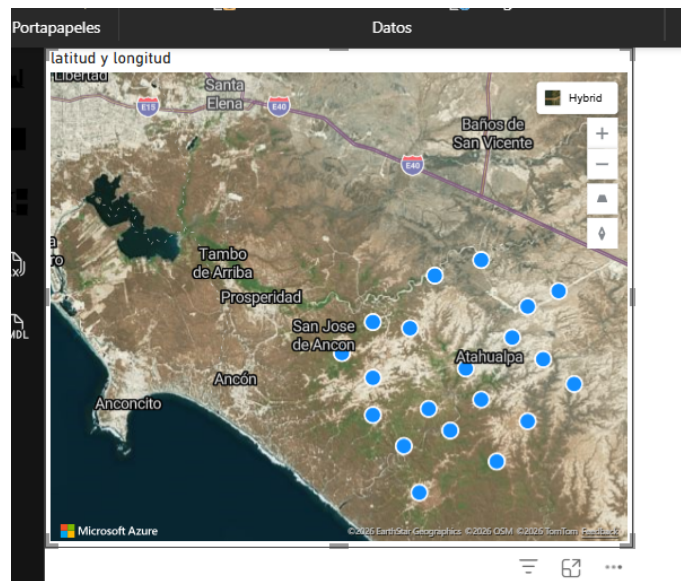 Portapapeles
Datos
latitud y longitud
Libertad
Santa
Elena
E15
E40
Hybrid
Baños de
San Vicente
E40
Tambo
de Arriba
Prosperidad
San Jose
de Ancon
Atahualpa
Ancón
Anconcito
Microsoft Azure
©2026 EarthStar Geographics ©2026 OSM ©2026 TomTom Feedback